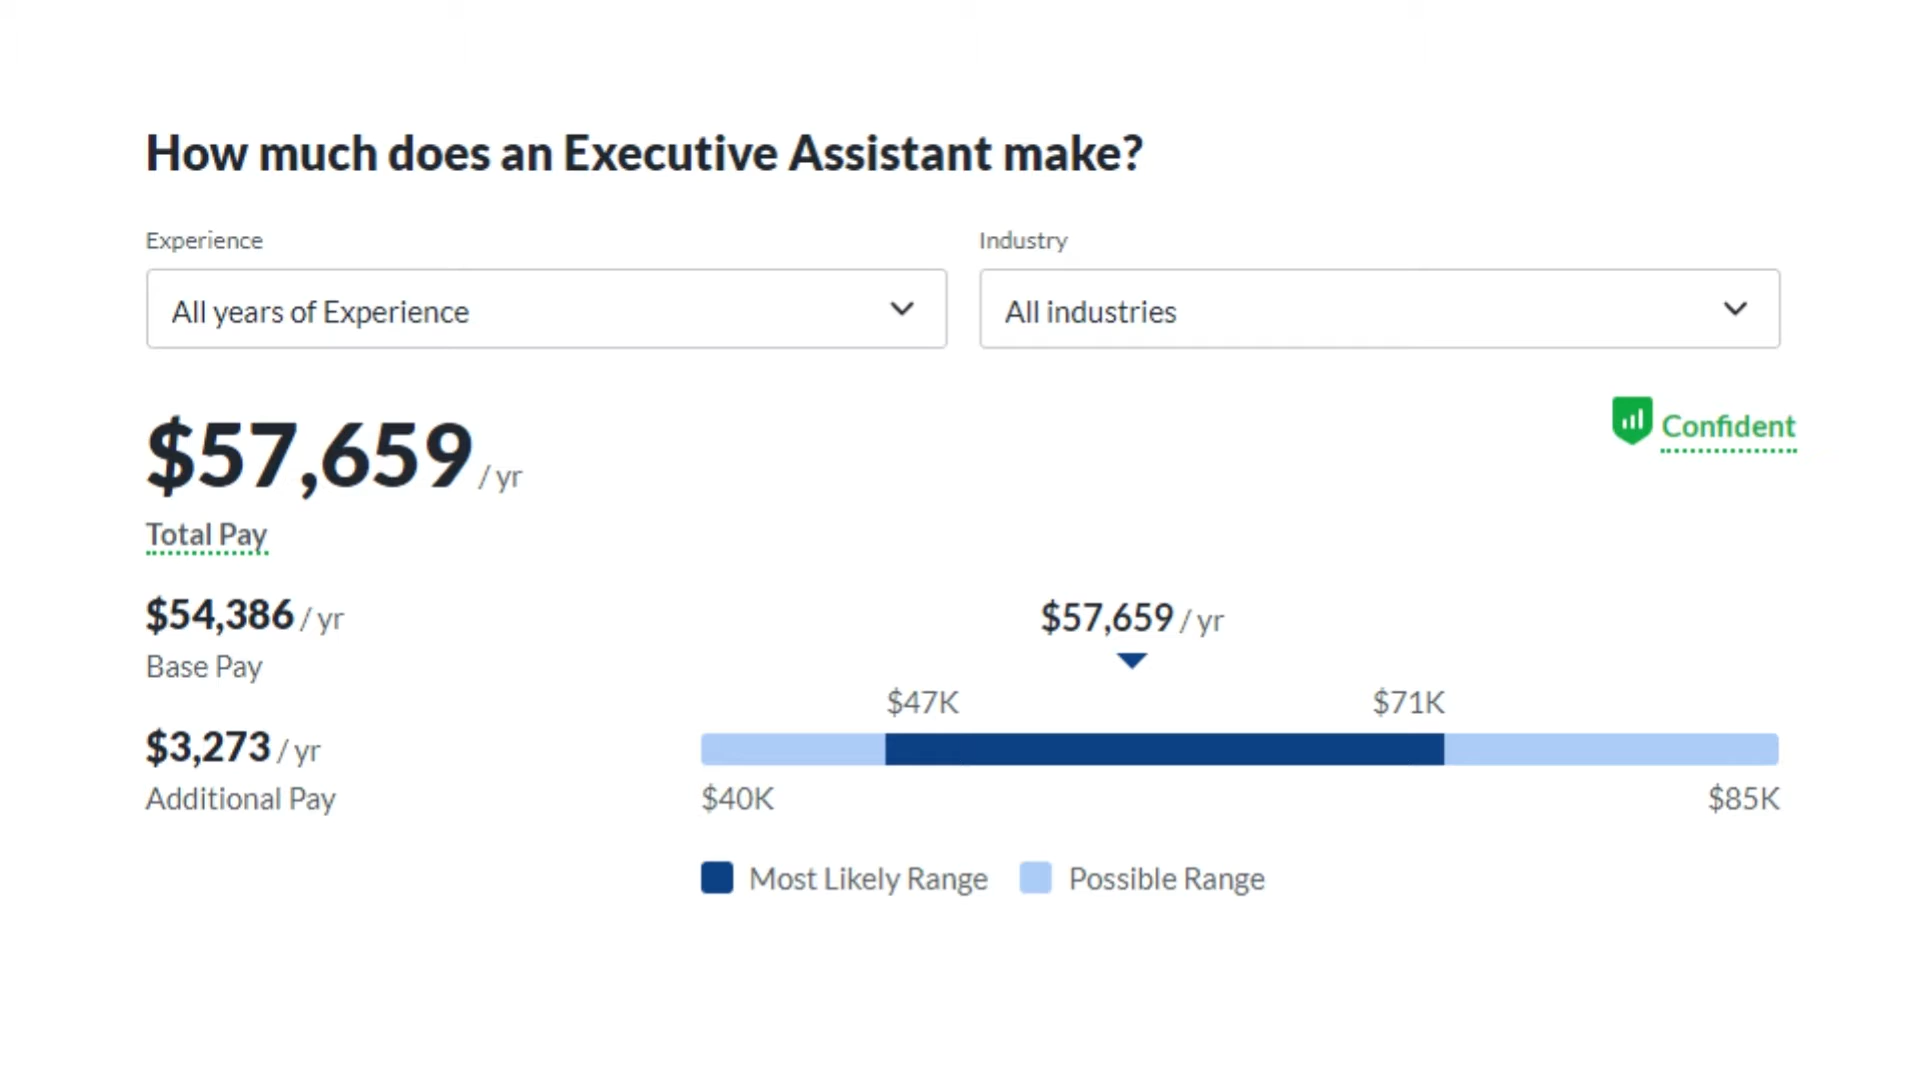 How much does an Executive Assistant make?
Experience
Industry
All years of Experience
All industries
$57,659 / yr
Confident
Total Pay
$54,386 / yr
Base Pay
$3,273 / yr
Additional Pay
$57,659 / yr
$47K
$71K
$40K
$85K
Most Likely Range
Possible Range